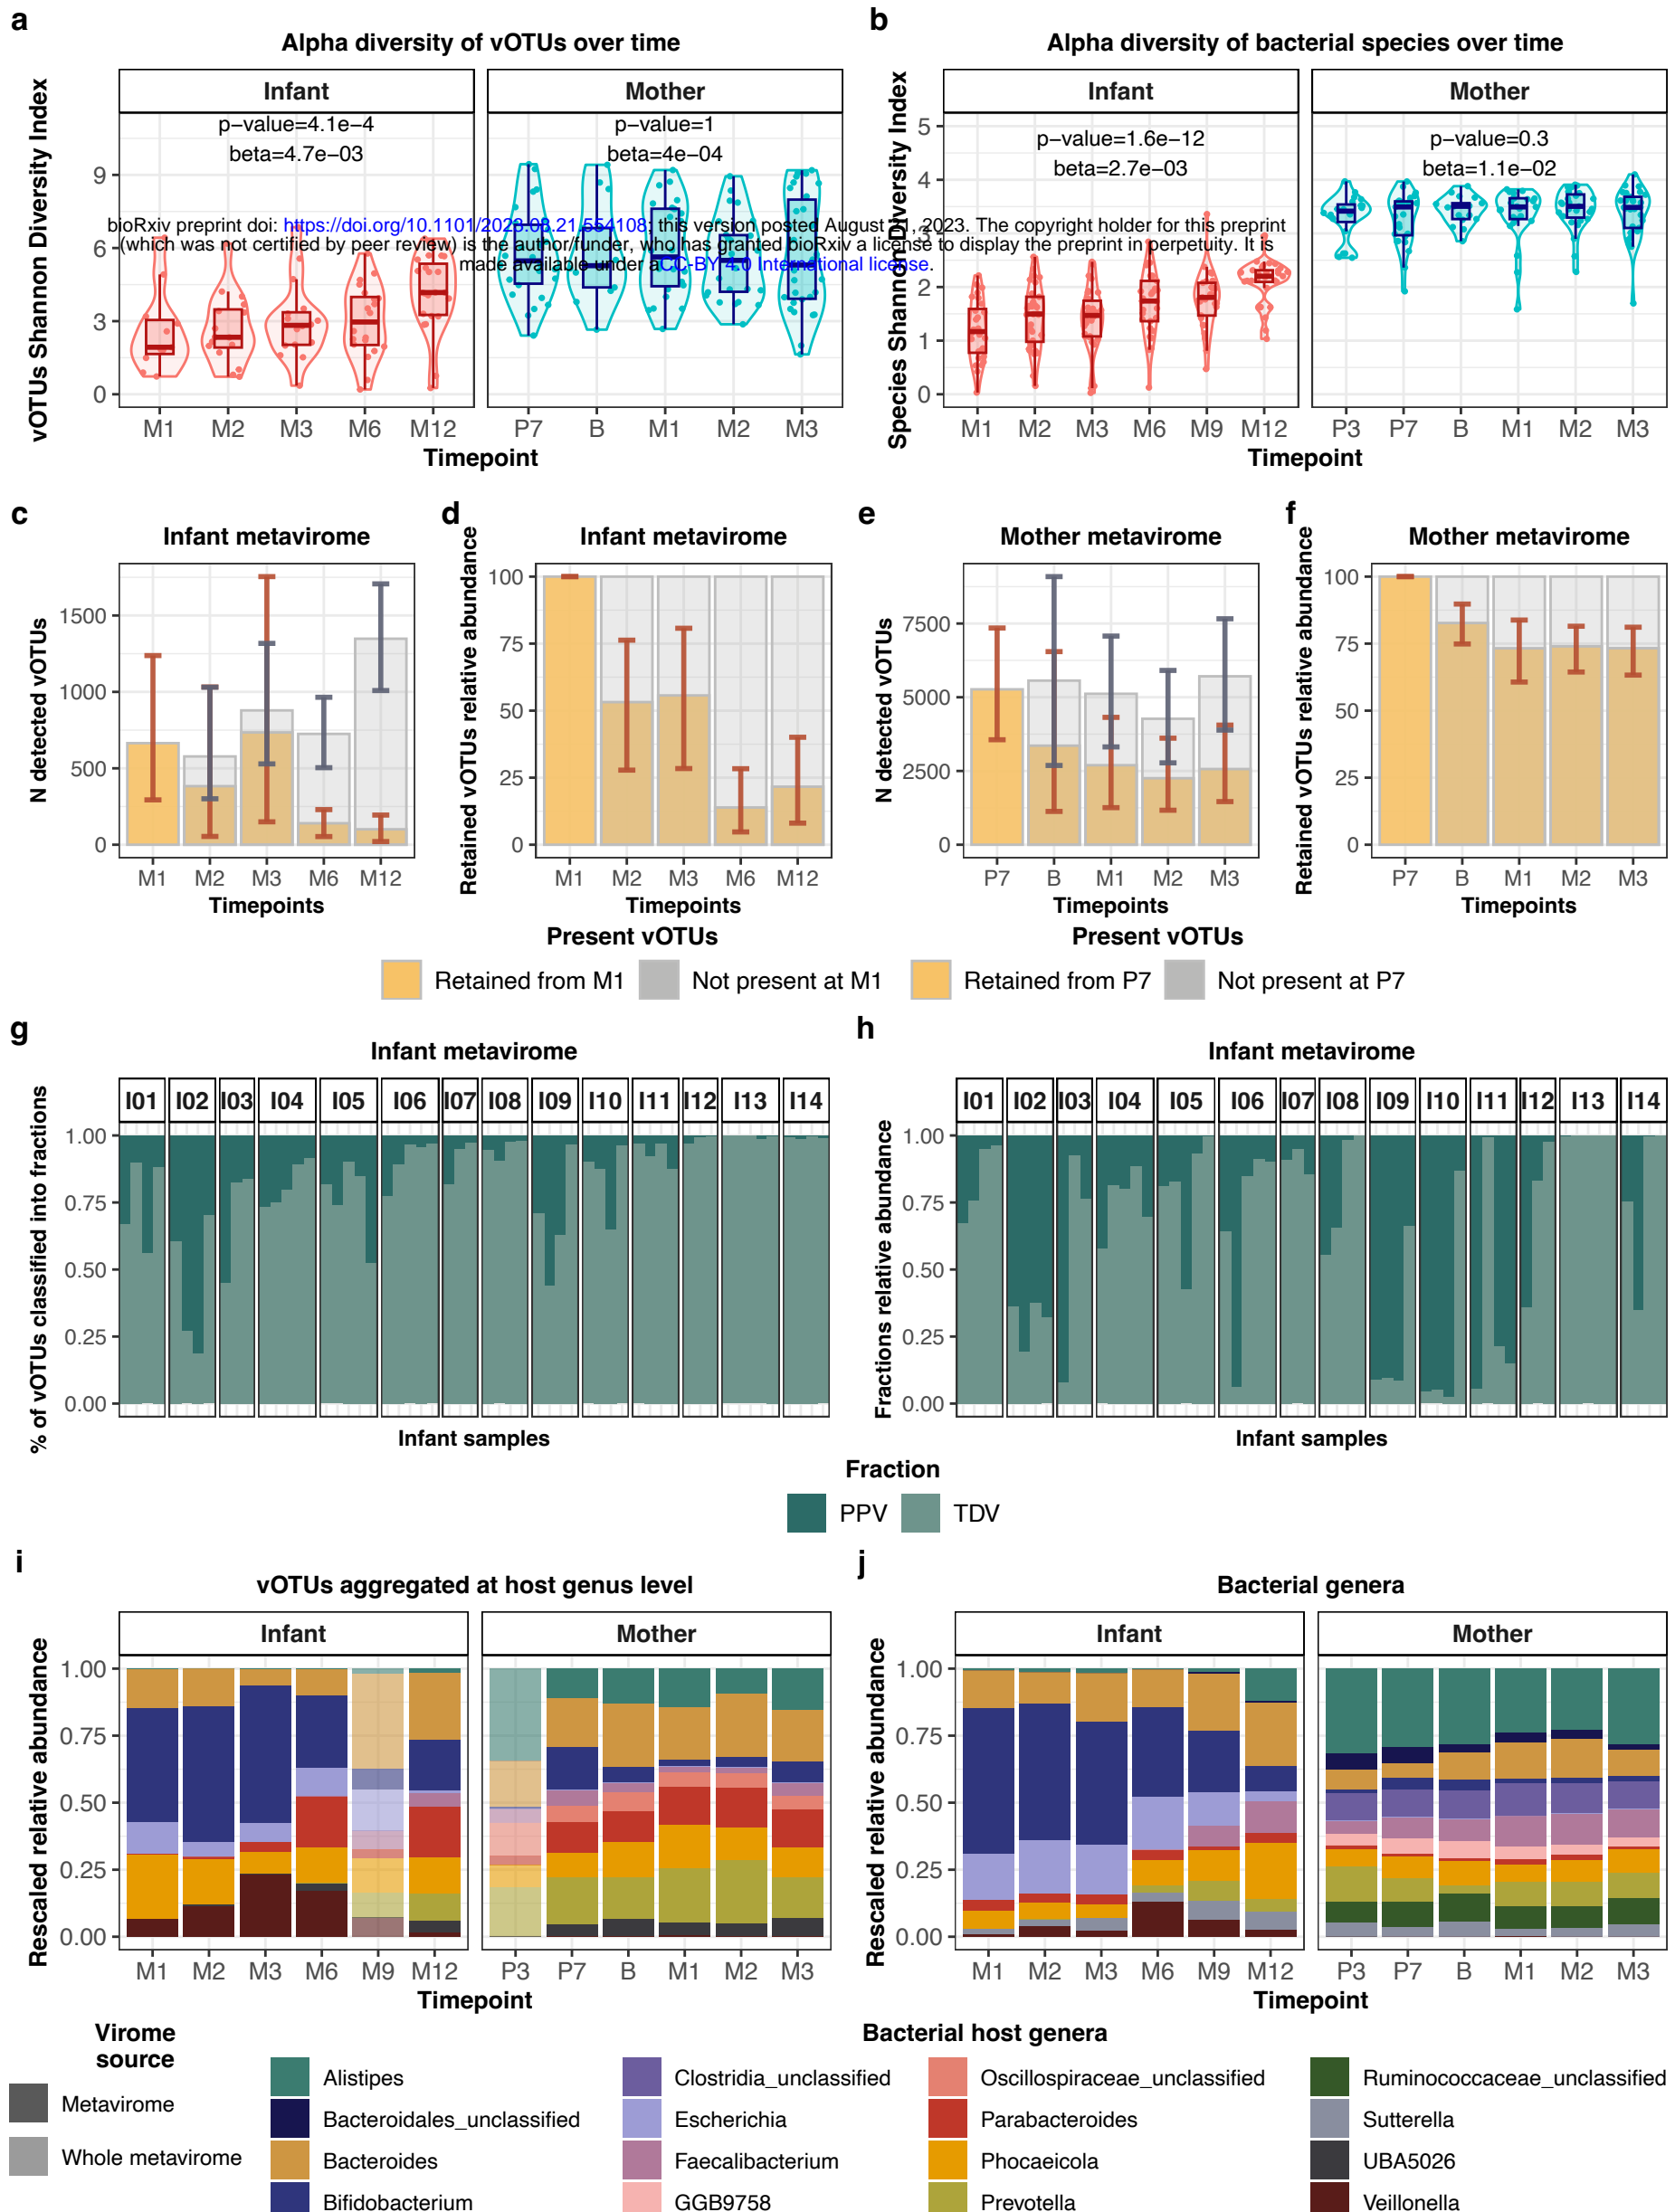 a
Alpha diversity of vOTUs over time
Infant
Mother
p−value=4.1e−4
beta=4.7e−03
p−value=1
beta=4e−04
vOTUs Shannon Diversity Index
9
6
3
0
M1 M2 M3 M6 M12
P7 B M1 M2 M3
Timepoint
b
Alpha diversity of bacterial species over time
Infant
Mother
p−value=1.6e−12
beta=2.7e−03
p−value=0.3
beta=1.1e−02
Species Shannon Diversity Index
5
4
3
2
1
0
M1 M2 M3 M6 M9 M12
P3 P7 B M1 M2 M3
Timepoint
bioRxiv preprint doi: https://doi.org/10.1101/2023.08.21.554108; this version posted August 21, 2023. The copyright holder for this preprint
(which was not certified by peer review) is the author/funder, who has granted bioRxiv a license to display the preprint in perpetuity. It is
made available under aCC-BY 4.0 International license.
c
Infant metavirome
N detected vOTUs
1500
1000
500
0
M1 M2 M3 M6 M12
Timepoints
d
Infant metavirome
Retained vOTUs relative abundance
100
75
50
25
0
M1 M2 M3 M6 M12
Timepoints
e
Mother metavirome
N detected vOTUs
7500
5000
2500
0
P7 B M1 M2 M3
Timepoints
f
Mother metavirome
Retained vOTUs relative abundance
100
75
50
25
0
P7 B M1 M2 M3
Timepoints
Present vOTUs
Retained from M1 Not present at M1
Present vOTUs
Retained from P7 Not present at P7
g
Infant metavirome
I01 I02 I03 I04 I05 I06 I07 I08 I09 I10 I11 I12 I13 I14
% of vOTUs classified into fractions
1.00
0.75
0.50
0.25
0.00
Infant samples
h
Infant metavirome
I01 I02 I03 I04 I05 I06 I07 I08 I09 I10 I11 I12 I13 I14
Fractions relative abundance
1.00
0.75
0.50
0.25
0.00
Infant samples
Fraction
PPV TDV
i
vOTUs aggregated at host genus level
Infant
Mother
Rescaled relative abundance
1.00
0.75
0.50
0.25
0.00
M1 M2 M3 M6 M9 M12
P3 P7 B M1 M2 M3
Timepoint
j
Bacterial genera
Infant
Mother
Rescaled relative abundance
1.00
0.75
0.50
0.25
0.00
M1 M2 M3 M6 M9 M12
P3 P7 B M1 M2 M3
Timepoint
Virome
source
Metavirome
Whole metavirome
Bacterial host genera
Alistipes
Bacteroidales_unclassified
Bacteroides
Bifidobacterium
Clostridia_unclassified
Escherichia
Faecalibacterium
GGB9758
Oscillospiraceae_unclassified
Parabacteroides
Phocaeicola
Prevotella
Ruminococcaceae_unclassified
Sutterella
UBA5026
Veillonella